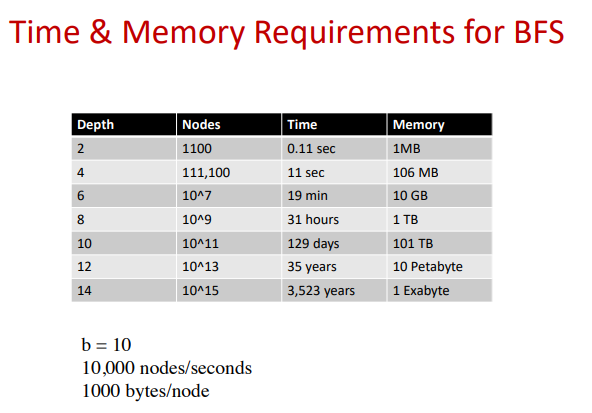 Time & Memory Requirements for BFS
Depth Nodes Time Memory
2 1100 0.11 sec 1MB
4 111,100 11 sec 106 MB
6 10^7 19 min 10 GB
8 10^9 31 hours 1 TB
10 10^11 129 days 101 TB
12 10^13 35 years 10 Petabyte
14 10^15 3,523 years 1 Exabyte
b = 10
10,000 nodes/seconds
1000 bytes/node